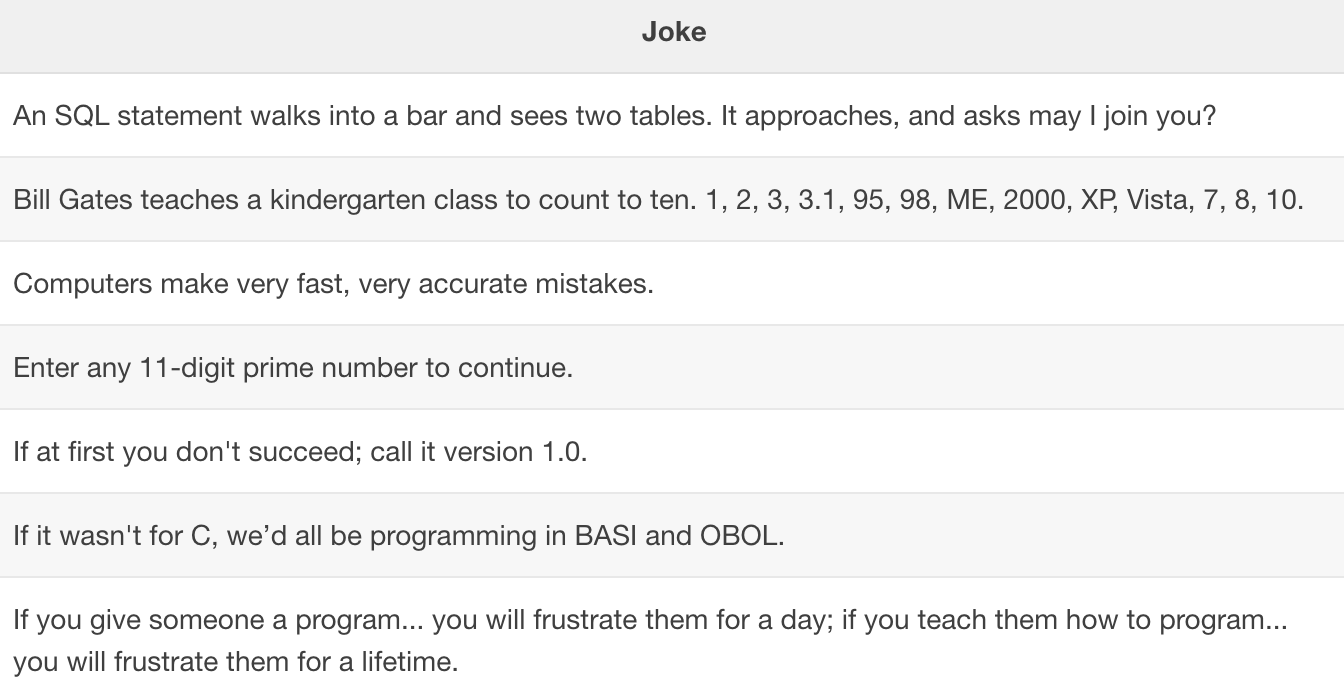 Joke
An SQL statement walks into a bar and sees two tables. It approaches, and asks may I join you?
Bill Gates teaches a kindergarten class to count to ten. 1, 2, 3, 3.1, 95, 98, ME, 2000, XP, Vista, 7, 8, 10.
Computers make very fast, very accurate mistakes.
Enter any 11-digit prime number to continue.
If at first you don't succeed; call it version 1.0.
If it wasn't for C, we’d all be programming in BASI and OBOL.
If you give someone a program... you will frustrate them for a day; if you teach them how to program...
you will frustrate them for a lifetime.